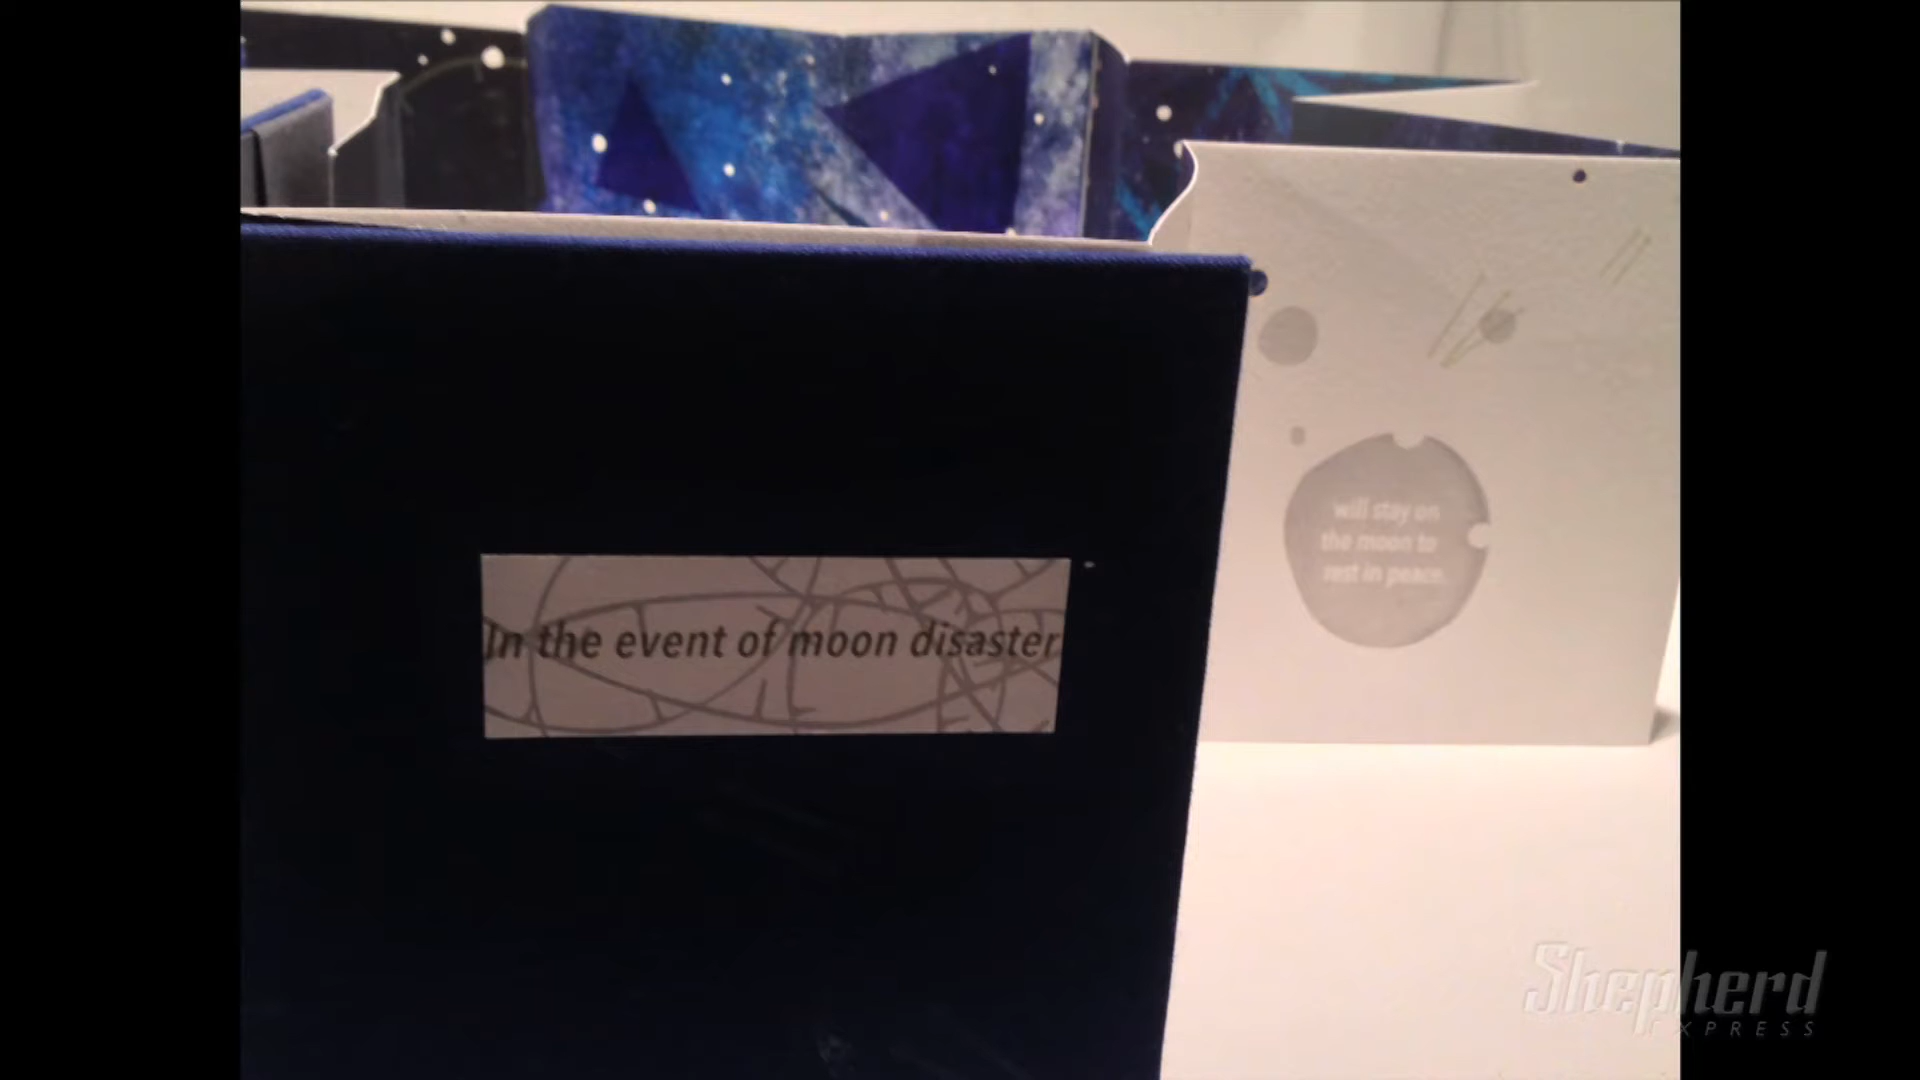 In the event of moon disaster
will stay on
the moon to
rest in peace.
Shepherd
EXPRESS